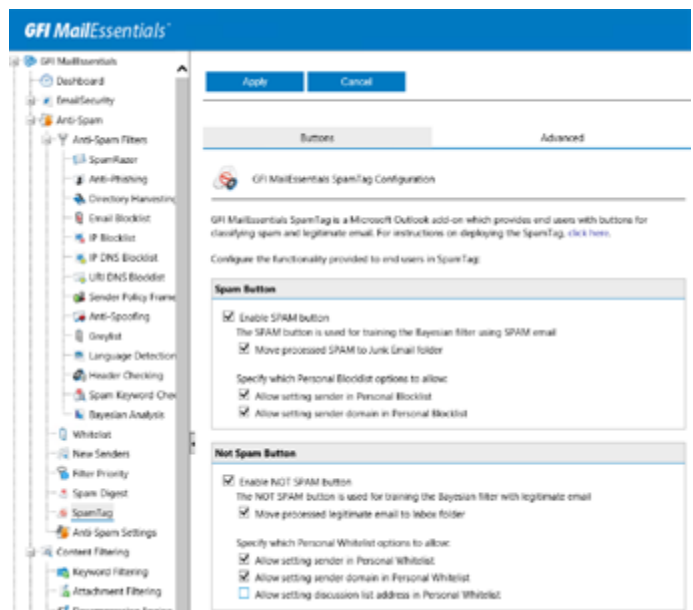 GFI MailEssentials
GFI MailEssentials
Dashboard
EmailSecurity
Anti-Spam
Anti-Spam Filters
SpamRazer
Anti-Phishing
Directory Harvesting
Email Blocklist
IP Blocklist
IP DNS Blocklist
URI DNS Blocklist
Sender Policy Frame
Anti-Spoofing
Greylist
Language Detection
Header Checking
Spam Keyword Che
Bayesian Analysis
Whitelist
New Senders
Filter Priority
Spam Digest
SpamTag
Anti-Spam Settings
Content Filtering
Keyword Filtering
Attachment Filtering
Apply Cancel
Buttons Advanced
GFI MailEssentials SpamTag Configuration
GFI MailEssentials SpamTag is a Microsoft Outlook add-on which provides end users with buttons for
classifying spam and legitimate email. For instructions on deploying the SpamTag, click here.
Configure the functionality provided to end users in SpamTag:
Spam Button
Enable SPAM button
The SPAM button is used for training the Bayesian filter using SPAM email
Move processed SPAM to Junk Email folder
Specify which Personal Blocklist options to allow:
Allow setting sender in Personal Blocklist
Allow setting sender domain in Personal Blocklist
Not Spam Button
Enable NOT SPAM button
The NOT SPAM button is used for training the Bayesian filter with legitimate email
Move processed legitimate email to Inbox folder
Specify which Personal Whitelist options to allow:
Allow setting sender in Personal Whitelist
Allow setting sender domain in Personal Whitelist
Allow setting discussion list address in Personal Whitelist